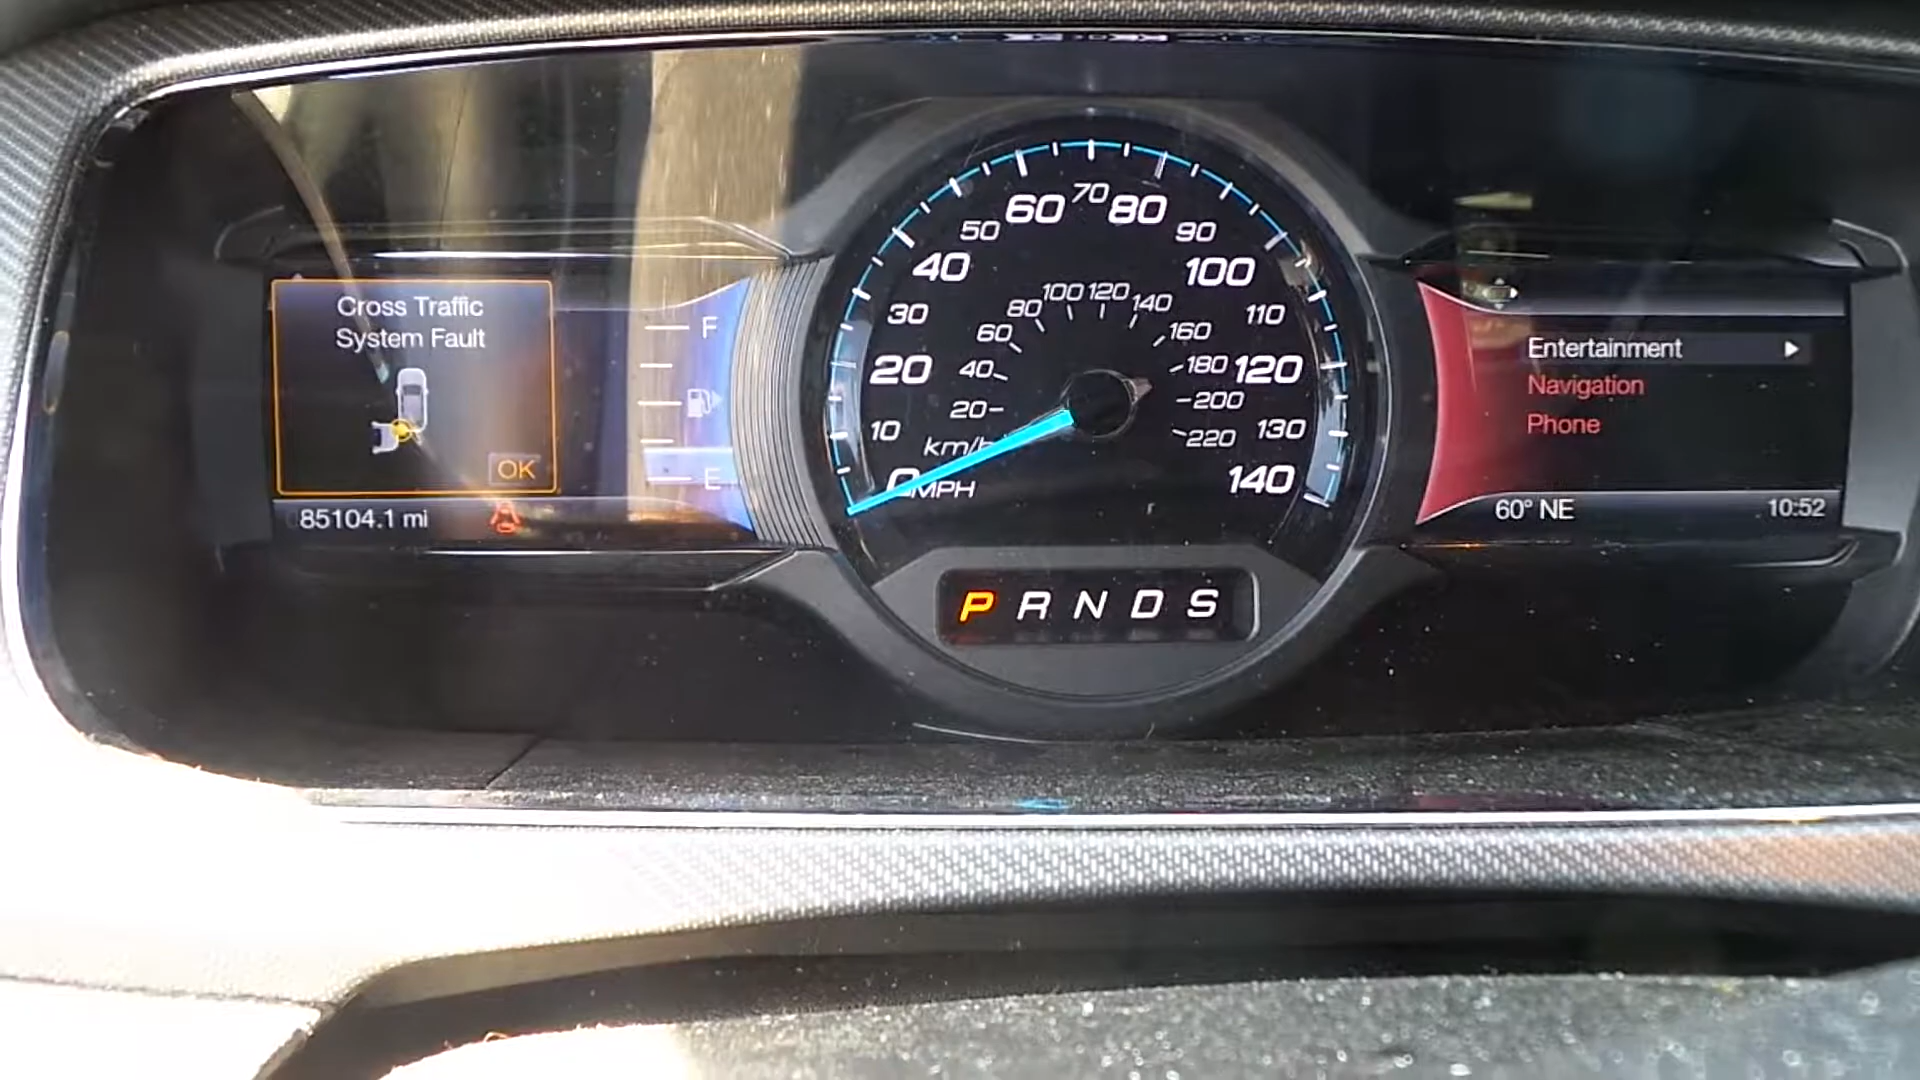 Cross Traffic
System Fault
OK
85104.1 mi
F
E
0
10
20
30
40
50
60
70
80
90
100
110
120
130
140
MPH
km/h
20
40
60
80
100
120
140
160
180
200
220
P R N D S
Entertainment
Navigation
Phone
60° NE
10:52